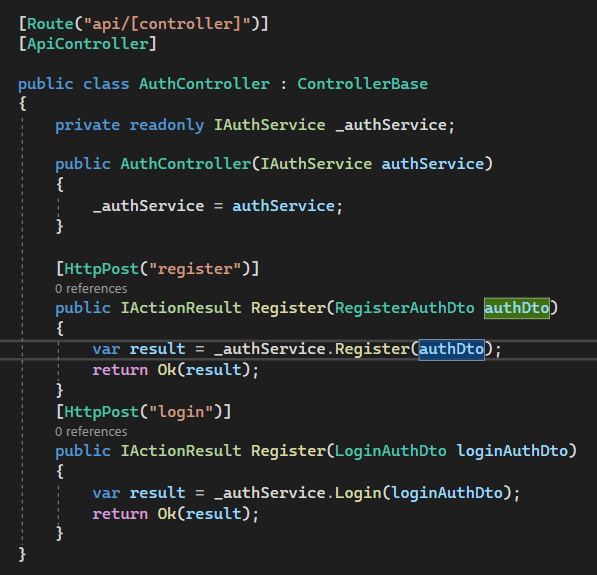 [Route("api/[controller]")]
[ApiController]
public class AuthController : ControllerBase
{
private readonly IAuthService _authService;
public AuthController(IAuthService authService)
{
_authService = authService;
}
[HttpPost("register")]
0 references
public IActionResult Register(RegisterAuthDto authDto)
{
var result = _authService.Register(authDto);
return Ok(result);
}
[HttpPost("login")]
0 references
public IActionResult Register(LoginAuthDto loginAuthDto)
{
var result = _authService.Login(loginAuthDto);
return Ok(result);
}
}